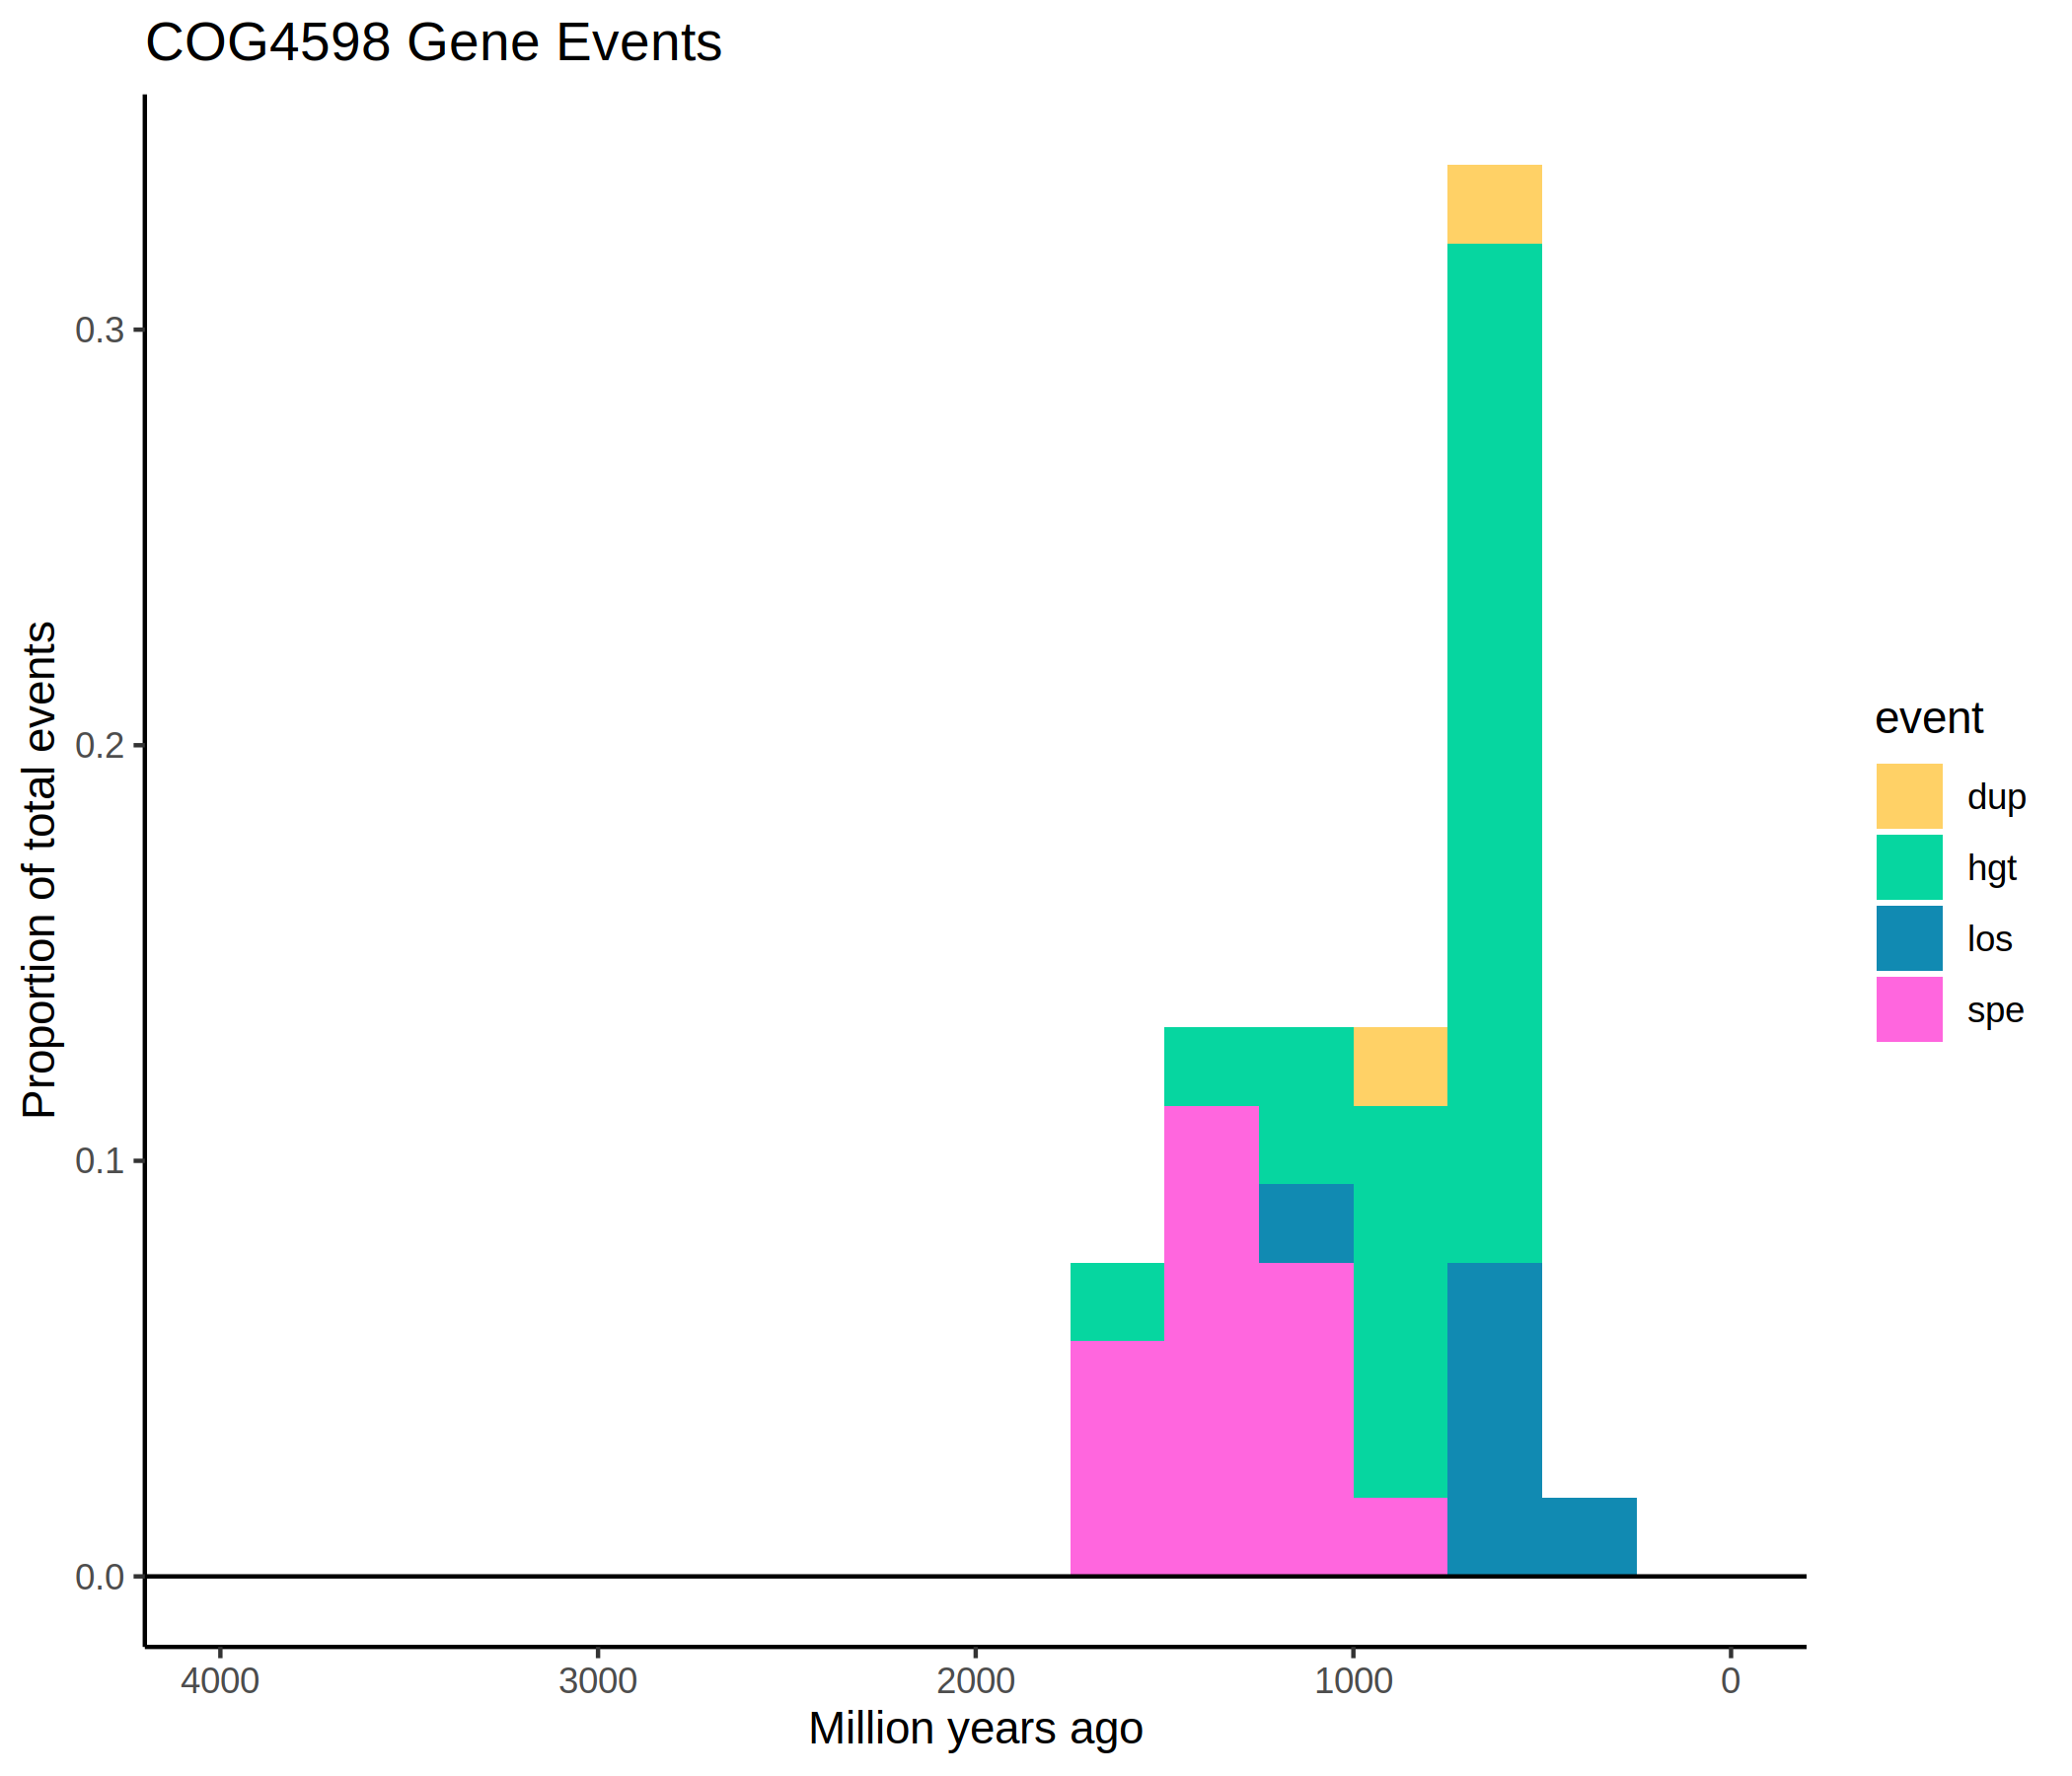 COG4598 Gene Events
Proportion of total events
0.3
0.2
0.1
0.0
4000 3000 2000 1000 0
Million years ago
event
dup
hgt
los
spe